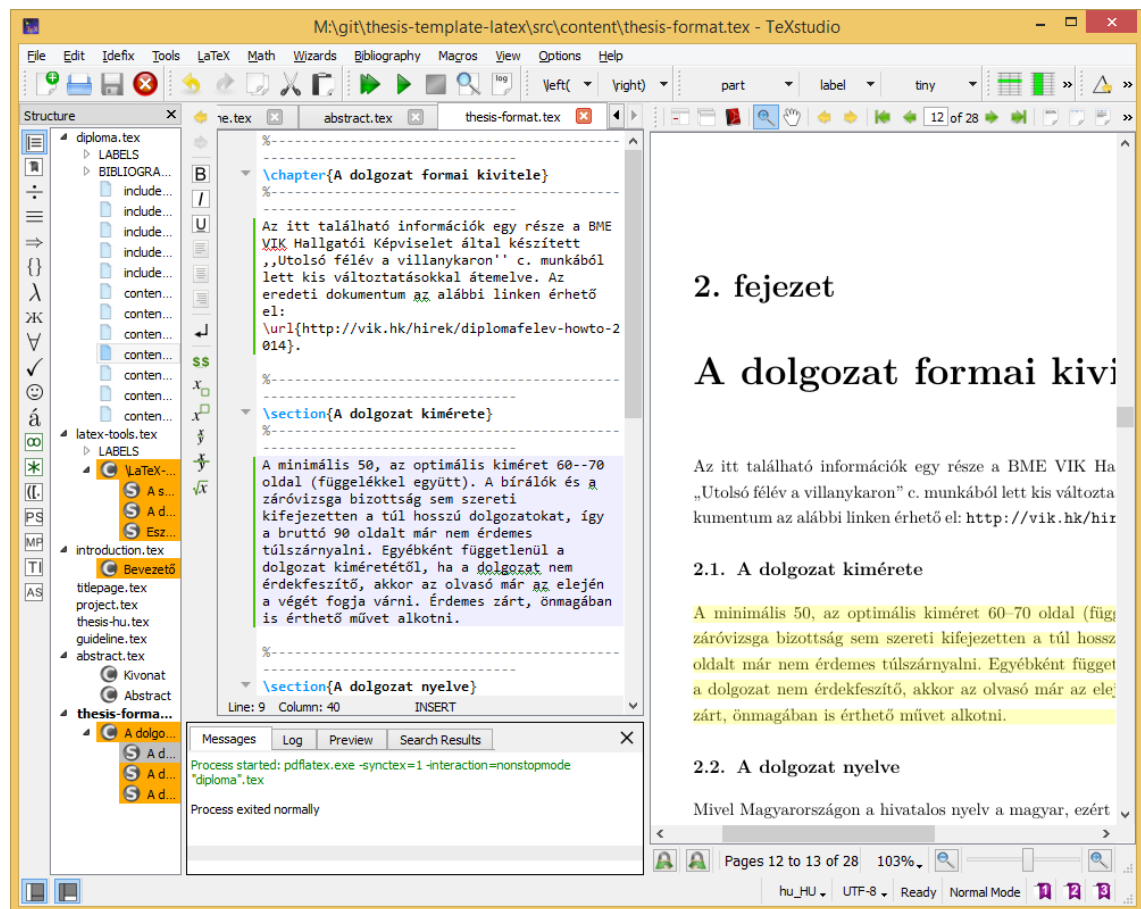 M:\git\thesis-template-latex\src\content\thesis-format.tex - TeXstudio
File Edit Idefix Tools LaTeX Math Wizards Bibliography Magros View Options Help
log \left( \right) part label tiny »  »
Structure ne.tex abstract.tex thesis-format.tex 12 of 28 »
diploma.tex
LABELS
BIBLIOGRA...
include...
include...
include...
include...
include...
conten...
conten...
conten...
conten...
conten...
conten...
conten...
latex-tools.tex
LABELS
\LaTeX-...
A s...
A d...
Esz...
introduction.tex
Bevezető
titlepage.tex
project.tex
thesis-hu.tex
guideline.tex
abstract.tex
Kivonat
Abstract
thesis-forma...
A dolgo...
A d...
A d...
A d...
PS
MP
TI
AS
B
I
U
$$
%------------------------------------------------
----------------------------------
\chapter{A dolgozat formai kivitele}
%------------------------------------------------
----------------------------------
Az itt található információk egy része a BME
VIK Hallgatói Képviselet által készített
,,Utolsó félév a villanykaron'' c. munkából
lett kis változtatásokkal átemelve. Az
eredeti dokumentum az alábbi linken érhető
el:
\url{http://vik.hk/hirek/diplomafelev-howto-2
014}.
%------------------------------------------------
----------------------------------
\section{A dolgozat kimérete}
%------------------------------------------------
----------------------------------
A minimális 50, az optimális kiméret 60--70
oldal (függelékkel együtt). A bírálók és a
záróvizsga bizottság sem szereti
kifejezetten a túl hosszú dolgozatokat, így
a bruttó 90 oldalt már nem érdemes
túlszárnyalni. Egyébként függetlenül a
dolgozat kiméretétől, ha a dolgozat nem
érdekfeszítő, akkor az olvasó már az elején
a végét fogja várni. Érdemes zárt, önmagában
is érthető művet alkotni.
%------------------------------------------------
----------------------------------
\section{A dolgozat nyelve}
Line: 9 Column: 40 INSERT
Messages Log Preview Search Results
Process started: pdflatex.exe -synctex=1 -interaction=nonstopmode
"diploma".tex
Process exited normally
2. fejezet
A dolgozat formai kivi
Az itt található információk egy része a BME VIK Ha
„Utolsó félév a villanykaron” c. munkából lett kis változta
kumentum az alábbi linken érhető el: http://vik.hk/hir
2.1. A dolgozat kimérete
A minimális 50, az optimális kiméret 60–70 oldal (függ
záróvizsga bizottság sem szereti kifejezetten a túl hossz
oldalt már nem érdemes túlszárnyalni. Egyébként függet
a dolgozat nem érdekfeszítő, akkor az olvasó már az elej
zárt, önmagában is érthető művet alkotni.
2.2. A dolgozat nyelve
Mivel Magyarországon a hivatalos nyelv a magyar, ezért
Pages 12 to 13 of 28 103%
hu_HU UTF-8 Ready Normal Mode 1 2 3